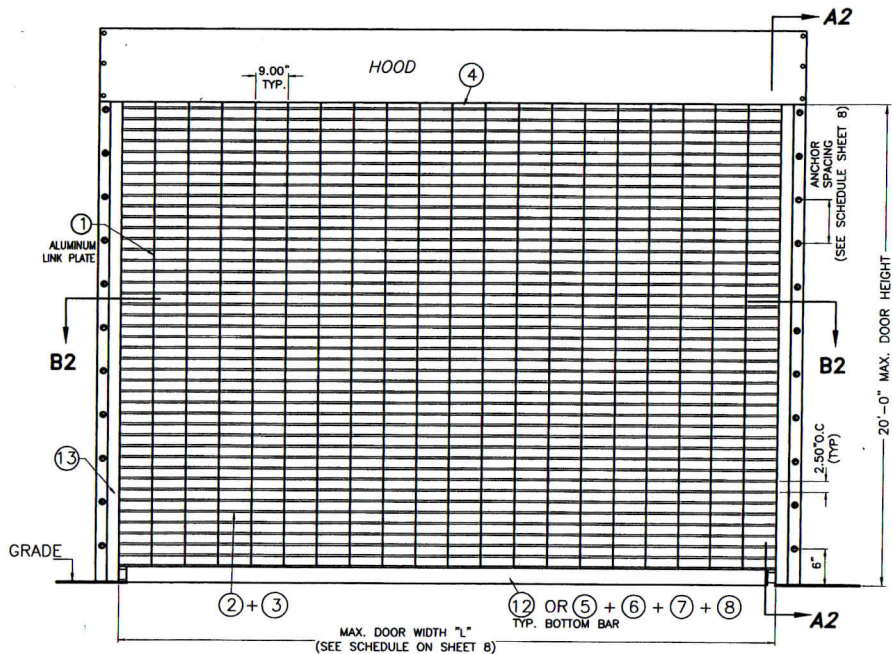 A2
HOOD
9.00"
TYP.
4
ANCHOR
SPACING
(SEE SCHEDULE SHEET 8)
1
ALUMINUM
LINK PLATE
B2
B2
20'-0" MAX. DOOR HEIGHT
2.50"O.C
(TYP)
13
6"
GRADE
2 + 3
12 OR 5 + 6 + 7 + 8
TYP. BOTTOM BAR
A2
MAX. DOOR WIDTH "L"
(SEE SCHEDULE ON SHEET 8)